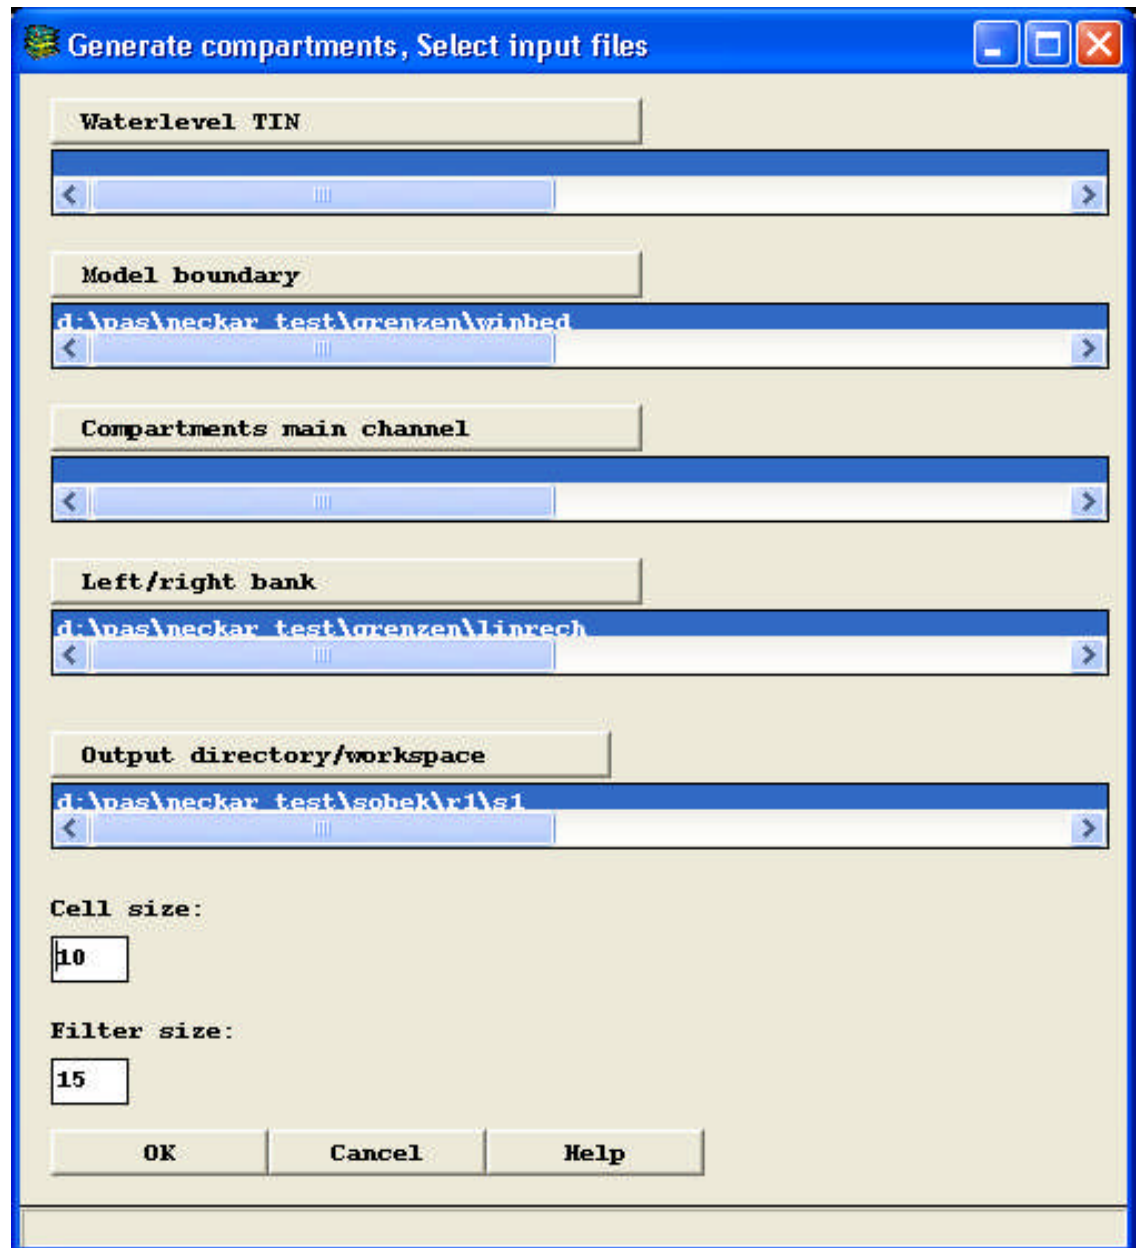 Generate compartments, Select input files
Waterlevel TIN
Model boundary
d:\pas\neckar_test\grenzen\winbed
Compartments main channel
Left/right bank
d:\pas\neckar_test\grenzen\linrech
Output directory/workspace
d:\pas\neckar_test\sobek\r1\s1
Cell size:
10
Filter size:
15
OK Cancel Help